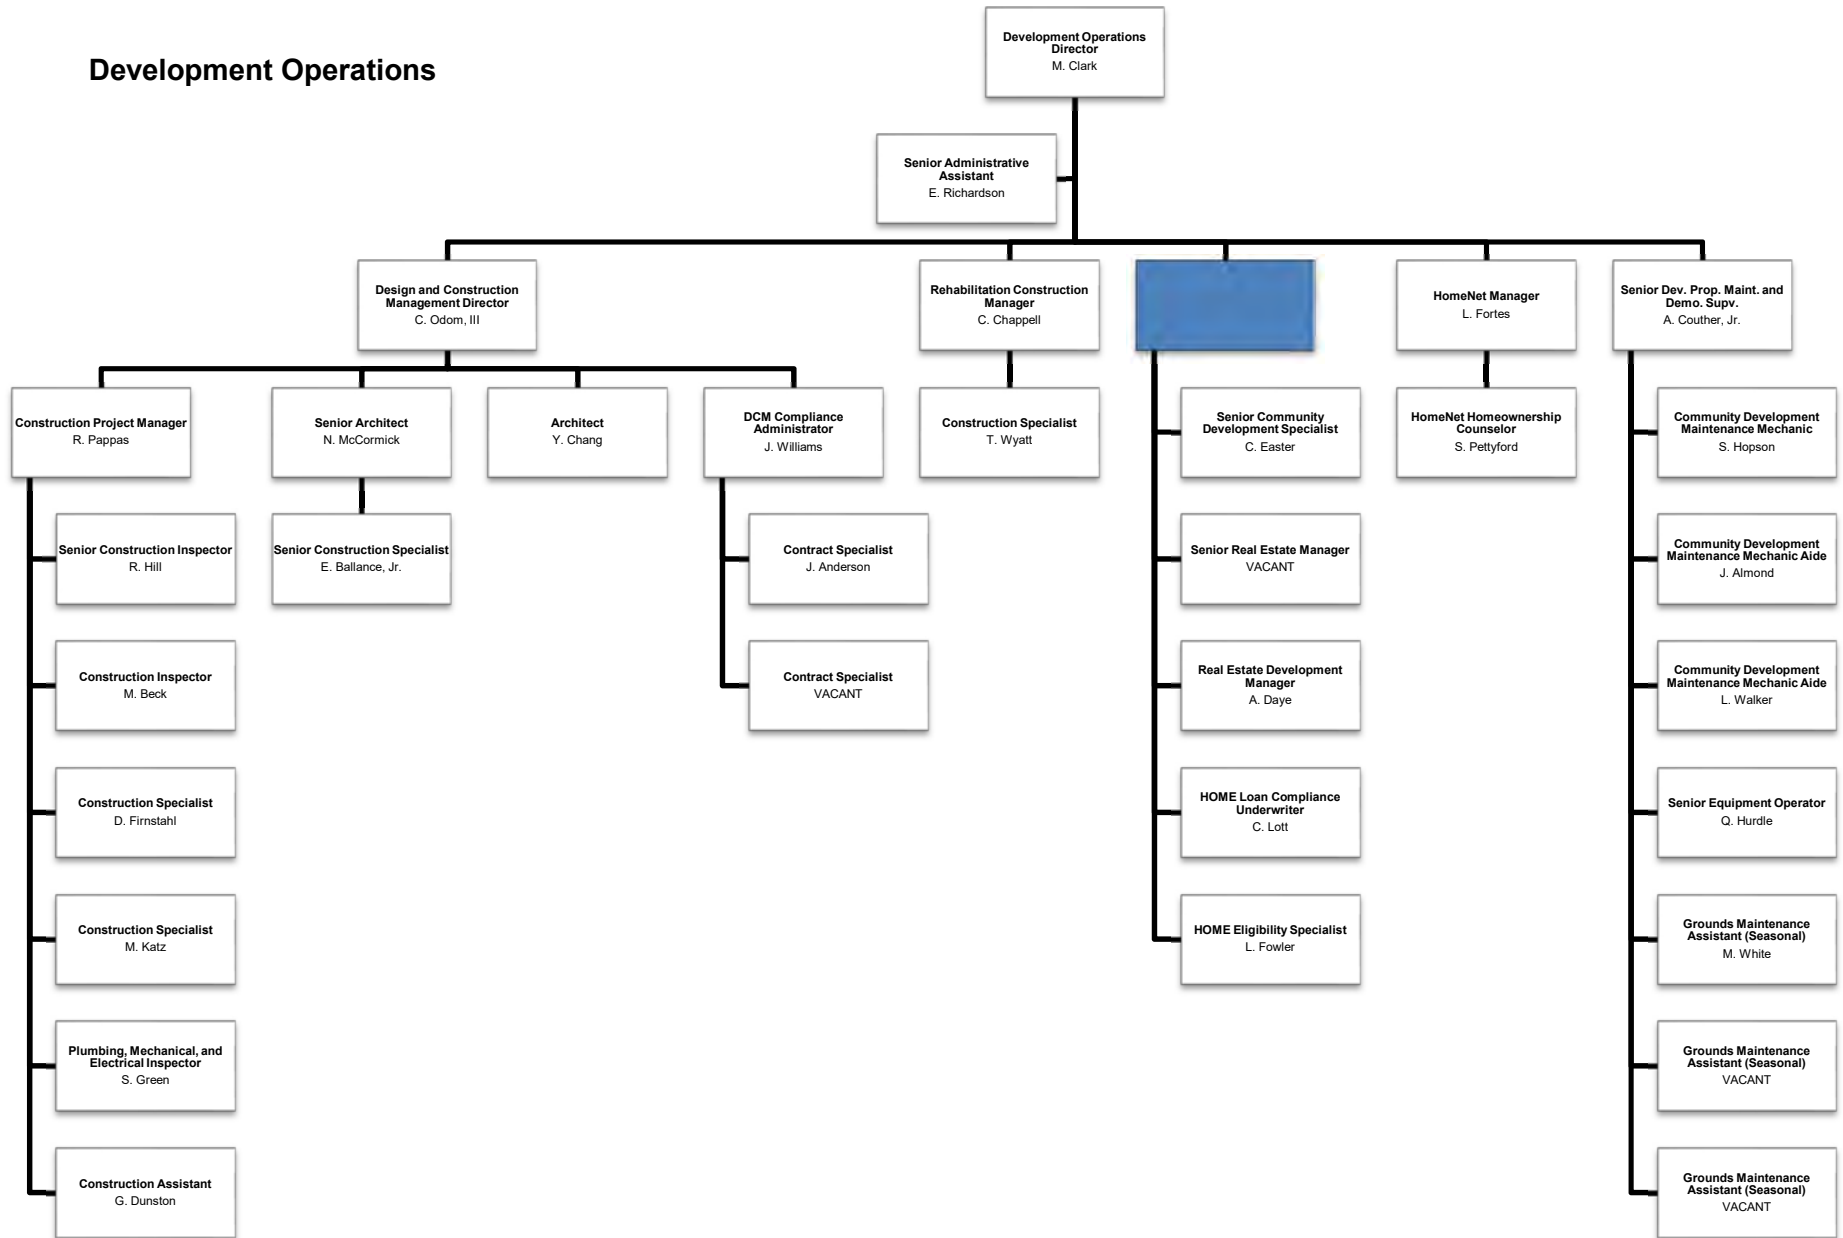 Development Operations
Development Operations
Director
M. Clark
Senior Administrative
Assistant
E. Richardson
Design and Construction
Management Director
C. Odom, III
Rehabilitation Construction
Manager
C. Chappell
HomeNet Manager
L. Fortes
Senior Dev. Prop. Maint. and
Demo. Supv.
A. Couther, Jr.
Construction Project Manager
R. Pappas
Senior Architect
N. McCormick
Architect
Y. Chang
DCM Compliance
Administrator
J. Williams
Construction Specialist
T. Wyatt
Senior Community
Development Specialist
C. Easter
HomeNet Homeownership
Counselor
S. Pettyford
Community Development
Maintenance Mechanic
S. Hopson
Senior Construction Inspector
R. Hill
Senior Construction Specialist
E. Ballance, Jr.
Contract Specialist
J. Anderson
Senior Real Estate Manager
VACANT
Community Development
Maintenance Mechanic Aide
J. Almond
Construction Inspector
M. Beck
Contract Specialist
VACANT
Real Estate Development
Manager
A. Daye
Community Development
Maintenance Mechanic Aide
L. Walker
Construction Specialist
D. Firnstahl
HOME Loan Compliance
Underwriter
C. Lott
Senior Equipment Operator
Q. Hurdle
Construction Specialist
M. Katz
HOME Eligibility Specialist
L. Fowler
Grounds Maintenance
Assistant (Seasonal)
M. White
Plumbing, Mechanical, and
Electrical Inspector
S. Green
Grounds Maintenance
Assistant (Seasonal)
VACANT
Construction Assistant
G. Dunston
Grounds Maintenance
Assistant (Seasonal)
VACANT